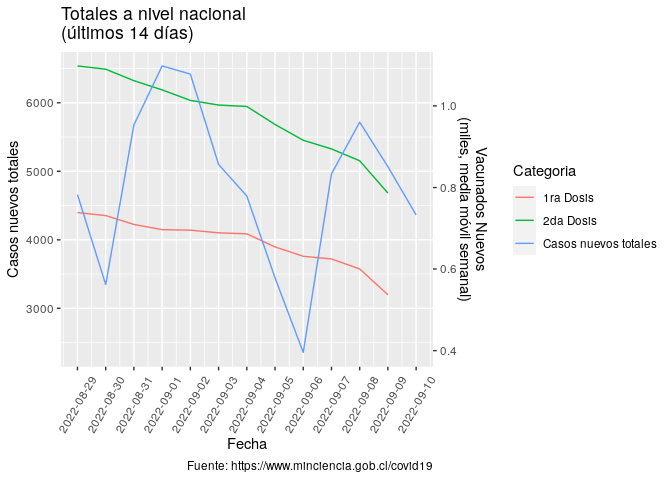 Totales a nivel nacional
(últimos 14 días)
Casos nuevos totales
6000
5000
4000
3000
1.0
0.8
0.6
0.4
Vacunados Nuevos
(miles, media móvil semanal)
2022-08-29
2022-08-30
2022-08-31
2022-09-01
2022-09-02
2022-09-03
2022-09-04
2022-09-05
2022-09-06
2022-09-07
2022-09-08
2022-09-09
2022-09-10
Fecha
Categoria
1ra Dosis
2da Dosis
Casos nuevos totales
Fuente: https://www.minciencia.gob.cl/covid19